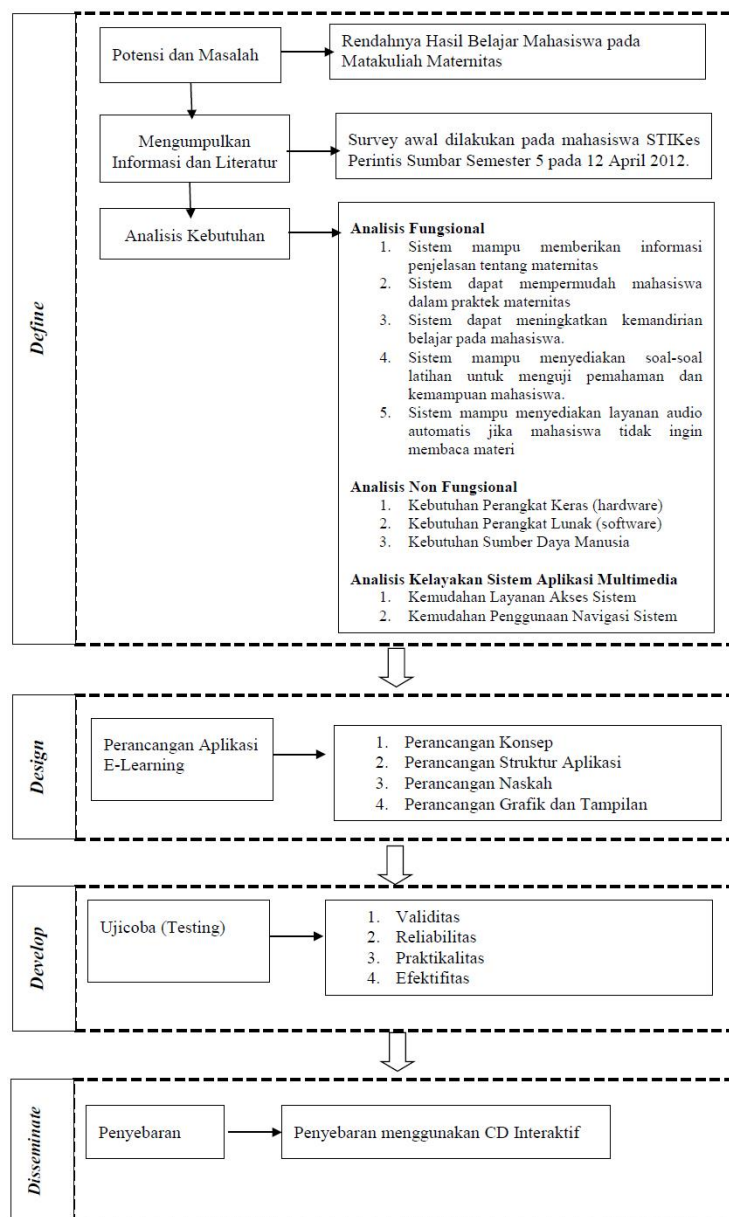 Define
Potensi dan Masalah
Rendahnya Hasil Belajar Mahasiswa pada
Matakuliah Maternitas
Mengumpulkan
Informasi dan Literatur
Survey awal dilakukan pada mahasiswa STIKes
Perintis Sumbar Semester 5 pada 12 April 2012.
Analisis Kebutuhan
Analisis Fungsional
1. Sistem mampu memberikan informasi
penjelasan tentang maternitas
2. Sistem dapat mempermudah mahasiswa
dalam praktek maternitas
3. Sistem dapat meningkatkan kemandirian
belajar pada mahasiswa.
4. Sistem mampu menyediakan soal-soal
latihan untuk menguji pemahaman dan
kemampuan mahasiswa.
5. Sistem mampu menyediakan layanan audio
automatis jika mahasiswa tidak ingin
membaca materi
Analisis Non Fungsional
1. Kebutuhan Perangkat Keras (hardware)
2. Kebutuhan Perangkat Lunak (software)
3. Kebutuhan Sumber Daya Manusia
Analisis Kelayakan Sistem Aplikasi Multimedia
1. Kemudahan Layanan Akses Sistem
2. Kemudahan Penggunaan Navigasi Sistem
Design
Perancangan Aplikasi
E-Learning
1. Perancangan Konsep
2. Perancangan Struktur Aplikasi
3. Perancangan Naskah
4. Perancangan Grafik dan Tampilan
Develop
Ujicoba (Testing)
1. Validitas
2. Reliabilitas
3. Praktikalitas
4. Efektifitas
Disseminate
Penyebaran
Penyebaran menggunakan CD Interaktif